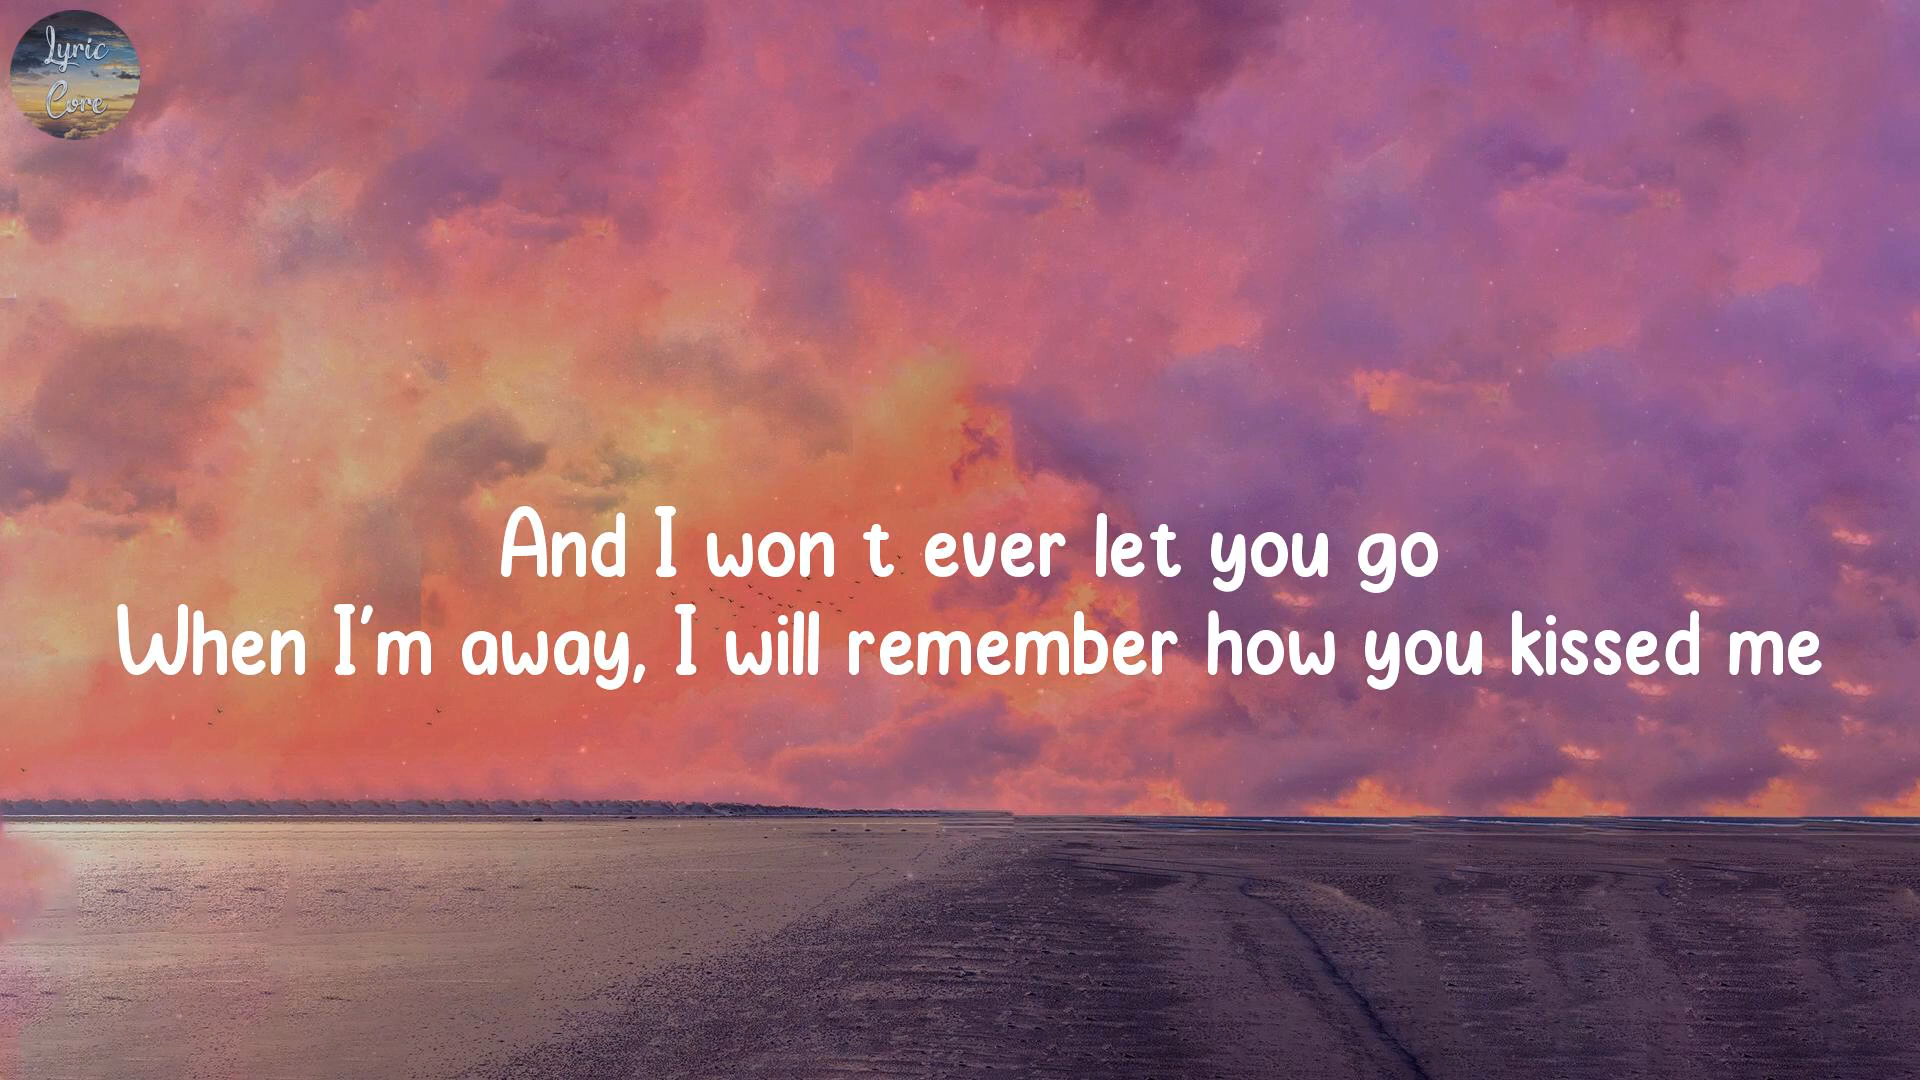 Lyric
Core
And I won t ever let you go
When I'm away, I will remember how you kissed me